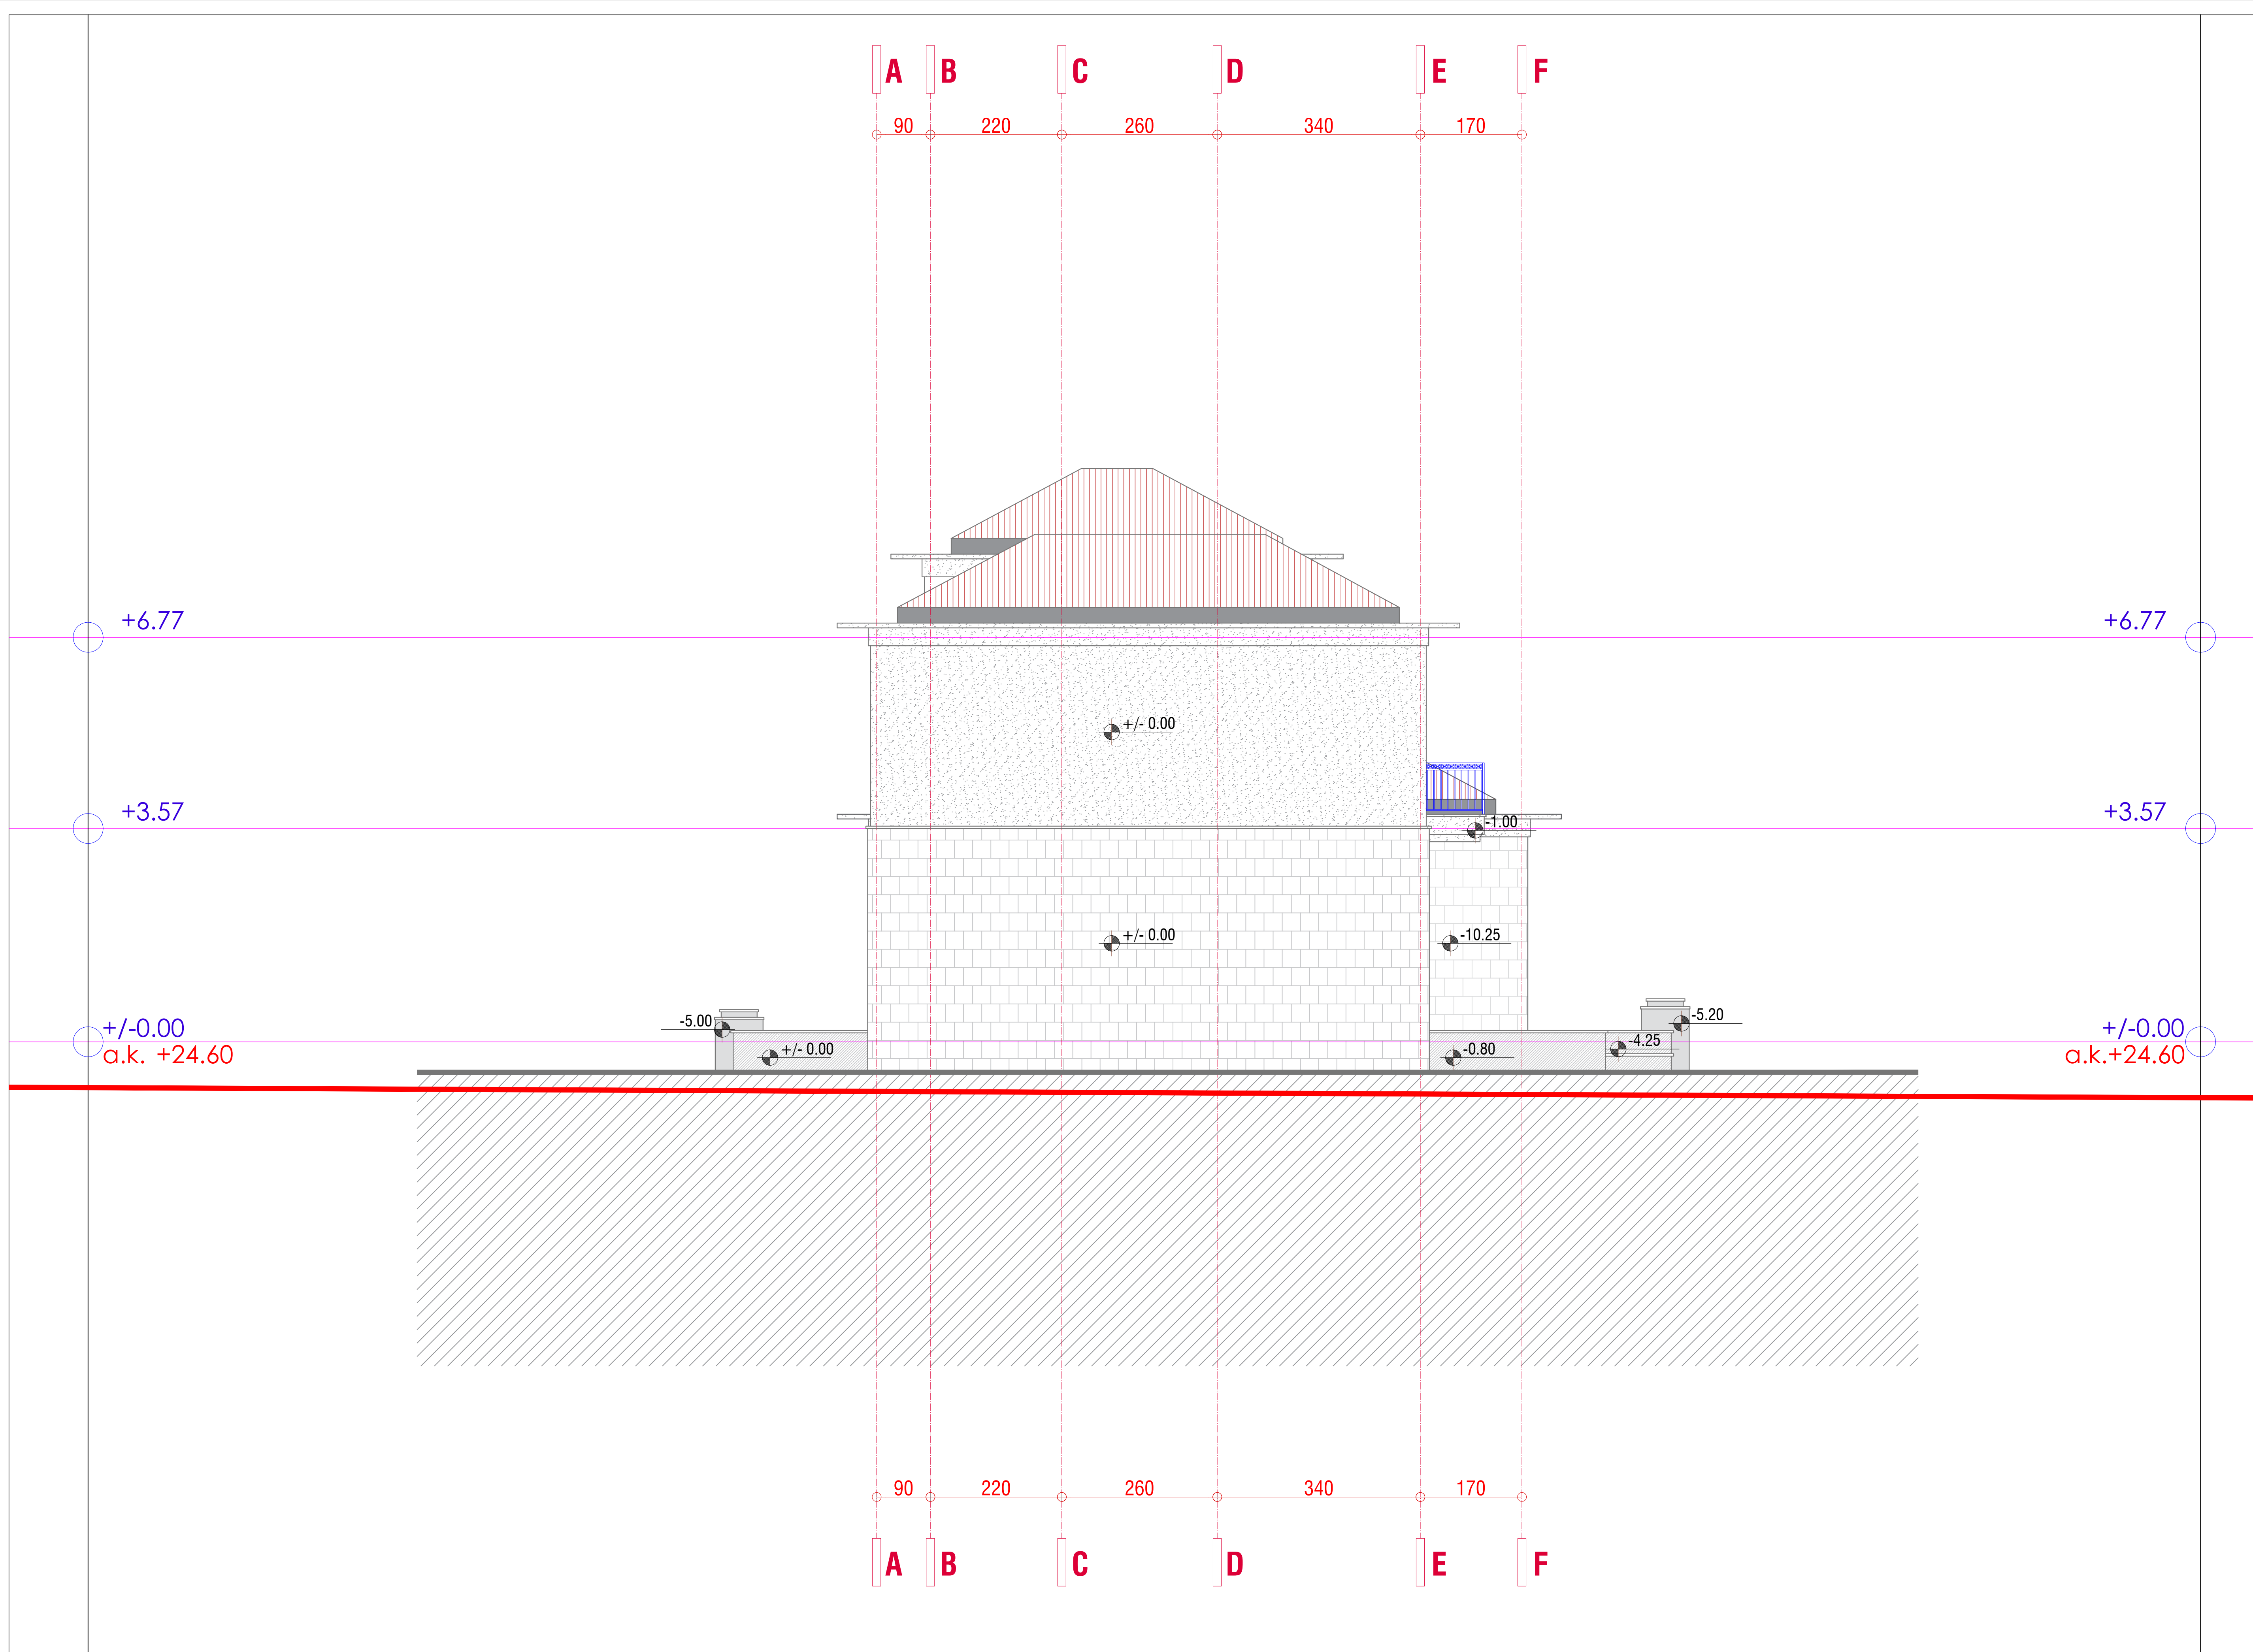 A B C D E F
90 220 260 340 170
+6.77 +6.77
+/- 0.00
+3.57 +3.57
-1.00
+/- 0.00 -10.25
-5.00 -5.20
+/-0.00 +/-0.00
+/- 0.00 -0.80 -4.25
a.k. +24.60 a.k.+24.60
90 220 260 340 170
A B C D E F